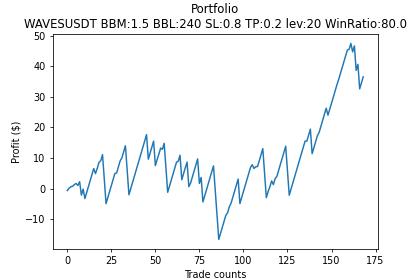 Portfolio
WAVESUSDT BBM:1.5 BBL:240 SL:0.8 TP:0.2 lev:20 WinRatio:80.0
50
40
30
20
10
0
−10
Profit ($)
0 25 50 75 100 125 150 175
Trade counts